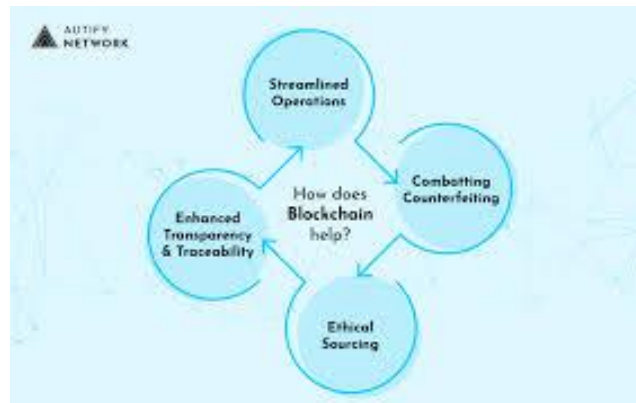 AUTIFY
NETWORK
Streamlined
Operations
Combatting
Counterfeiting
How does
Blockchain
help?
Enhanced
Transparency
& Traceability
Ethical
Sourcing